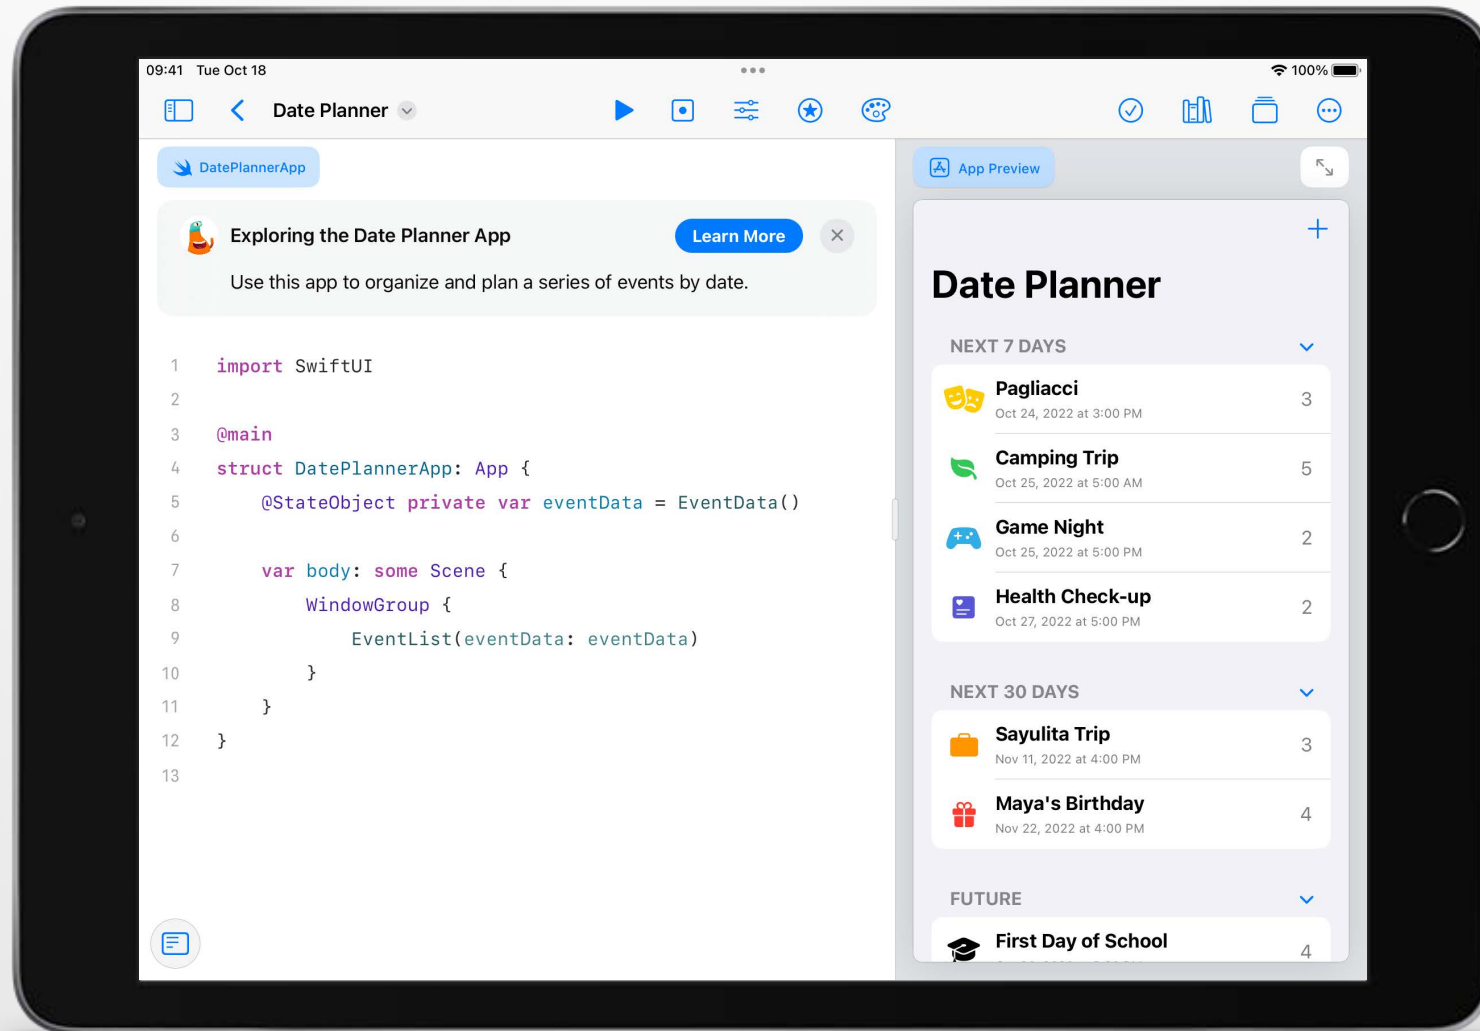 09:41 Tue Oct 18
100%
Date Planner
DatePlannerApp
Exploring the Date Planner App
Learn More
Use this app to organize and plan a series of events by date.
1 import SwiftUI
2
3 @main
4 struct DatePlannerApp: App {
5     @StateObject private var eventData = EventData()
6
7     var body: some Scene {
8         WindowGroup {
9             EventList(eventData: eventData)
10         }
11     }
12 }
13
App Preview
Date Planner
NEXT 7 DAYS
Pagliacci
Oct 24, 2022 at 3:00 PM
3
Camping Trip
Oct 25, 2022 at 5:00 AM
5
Game Night
Oct 25, 2022 at 5:00 PM
2
Health Check-up
Oct 27, 2022 at 5:00 PM
2
NEXT 30 DAYS
Sayulita Trip
Nov 11, 2022 at 4:00 PM
3
Maya's Birthday
Nov 22, 2022 at 4:00 PM
4
FUTURE
First Day of School
4